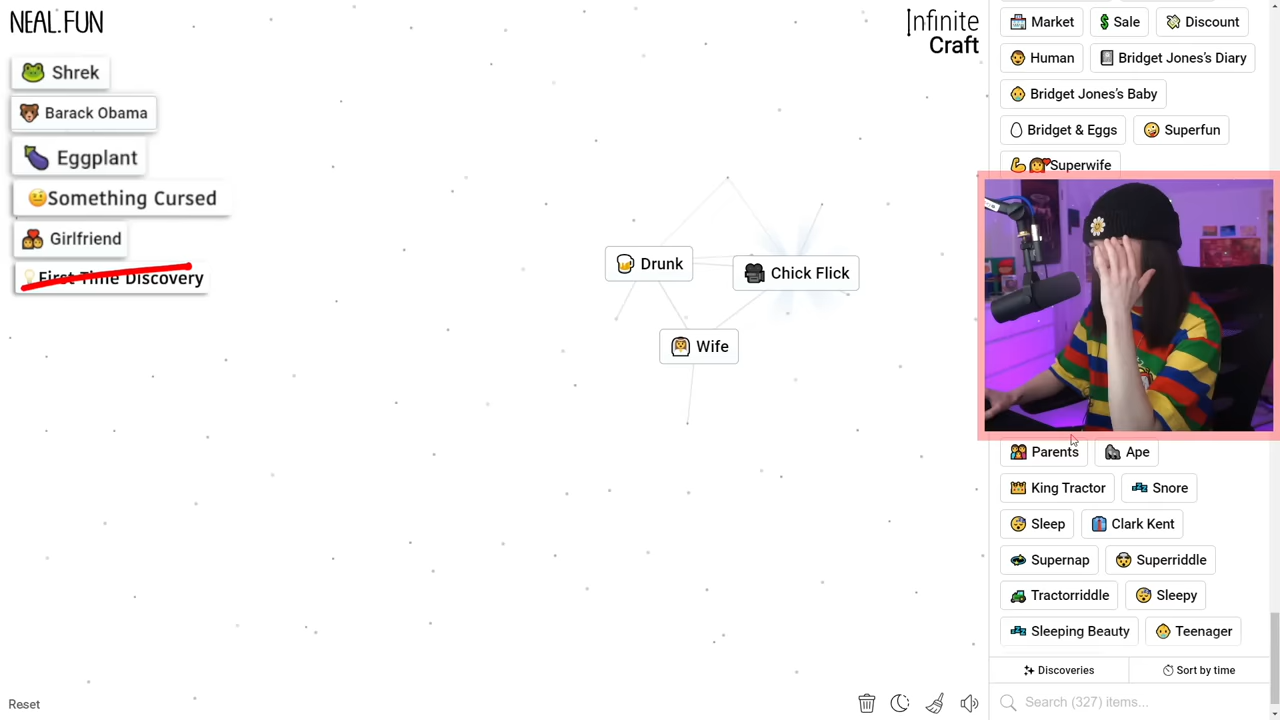 NEAL.FUN
Infinite
Craft
Shrek
Barack Obama
Eggplant
Something Cursed
Girlfriend
First Time Discovery
Drunk
Chick Flick
Wife
Market
Sale
Discount
Human
Bridget Jones's Diary
Bridget Jones's Baby
Bridget & Eggs
Superfun
Superwife
Parents
Ape
King Tractor
Snore
Sleep
Clark Kent
Supernap
Superriddle
Tractorriddle
Sleepy
Sleeping Beauty
Teenager
Discoveries
Sort by time
Search (327) items...
Reset